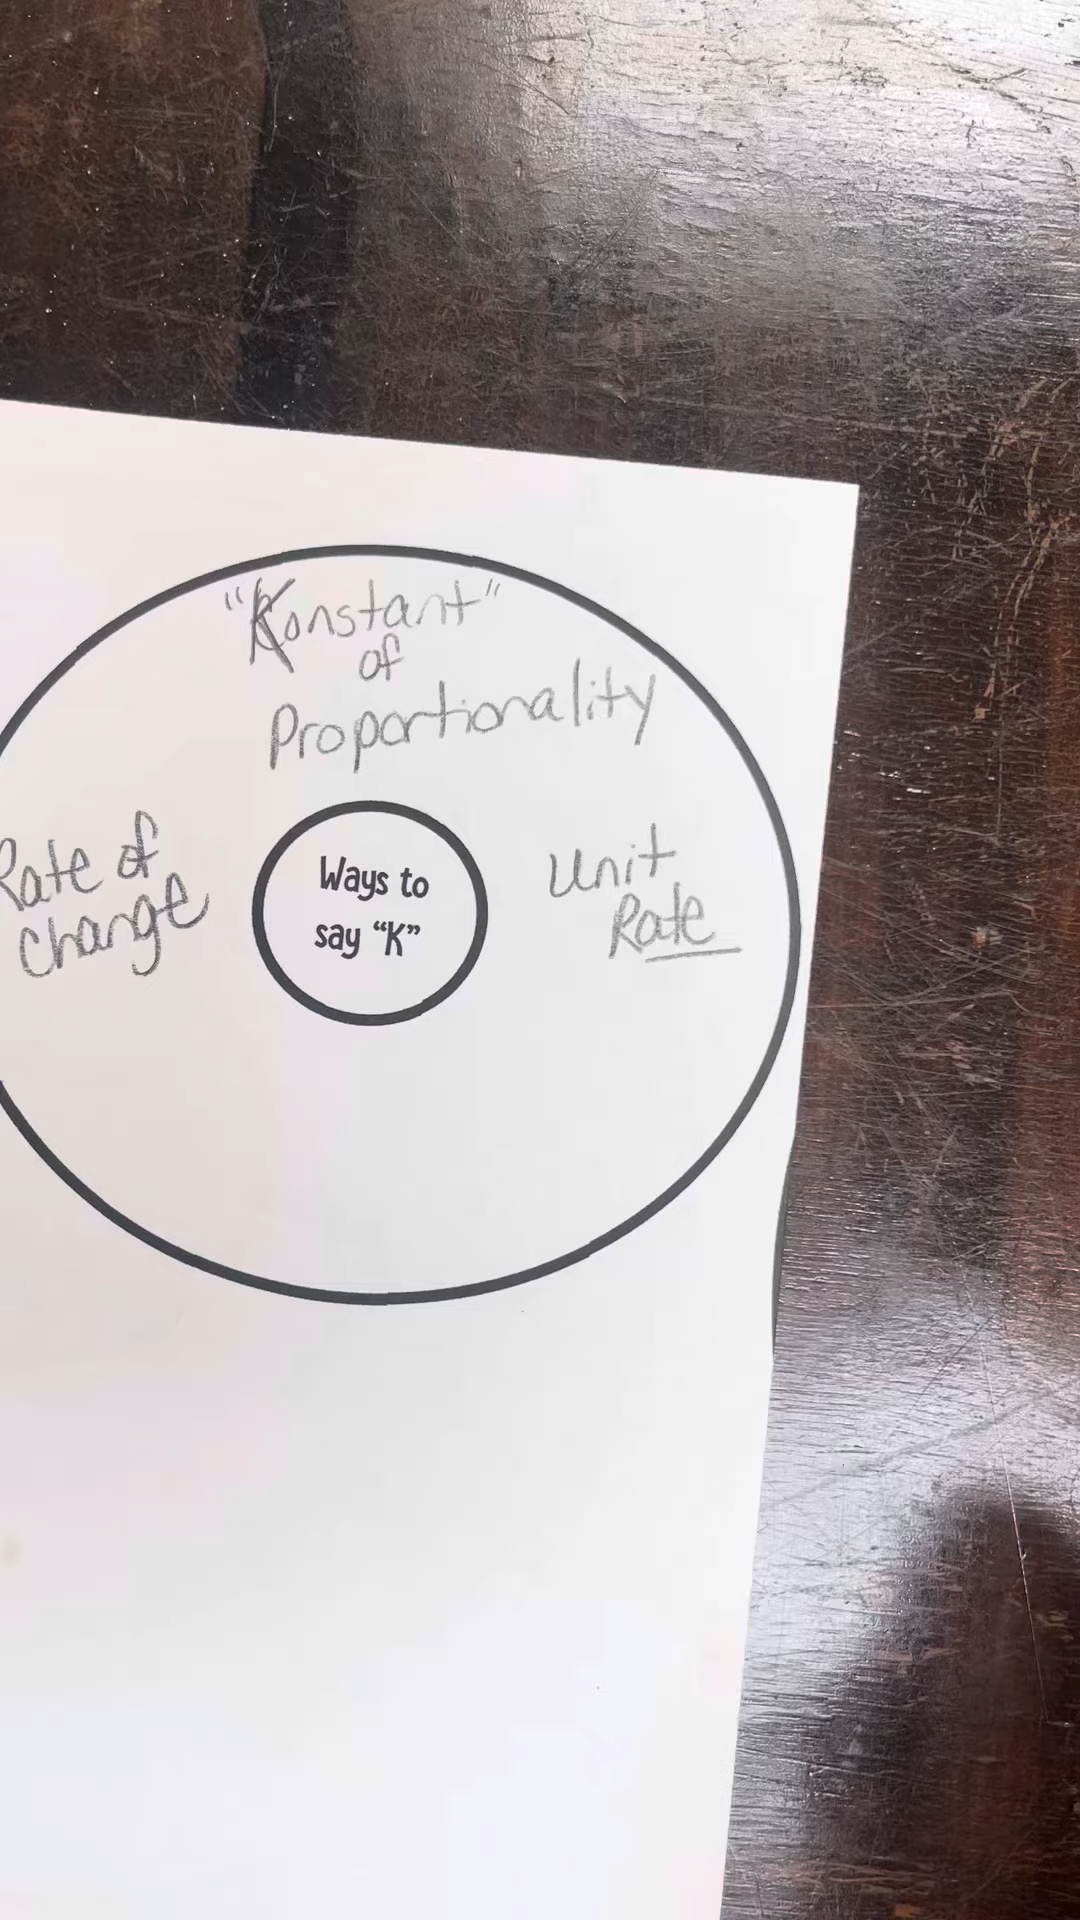 "Konstant"
of
Proportionality
Rate of
change
Ways to
say "K"
Unit
Rate